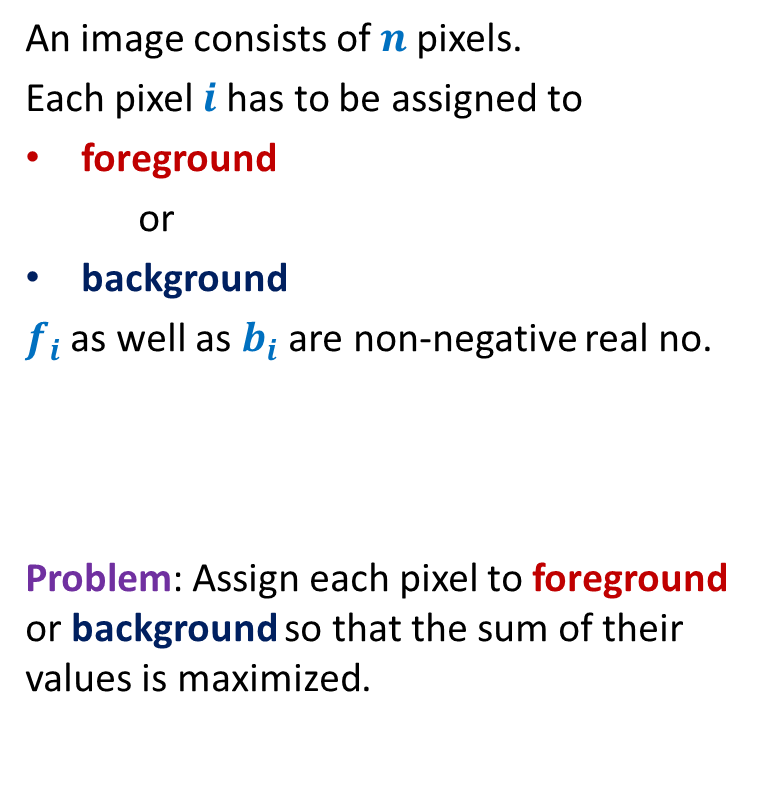 An image consists of n pixels.
Each pixel i has to be assigned to
• foreground
or
• background
f_i as well as b_i are non-negative real no.
Problem: Assign each pixel to foreground
or background so that the sum of their
values is maximized.